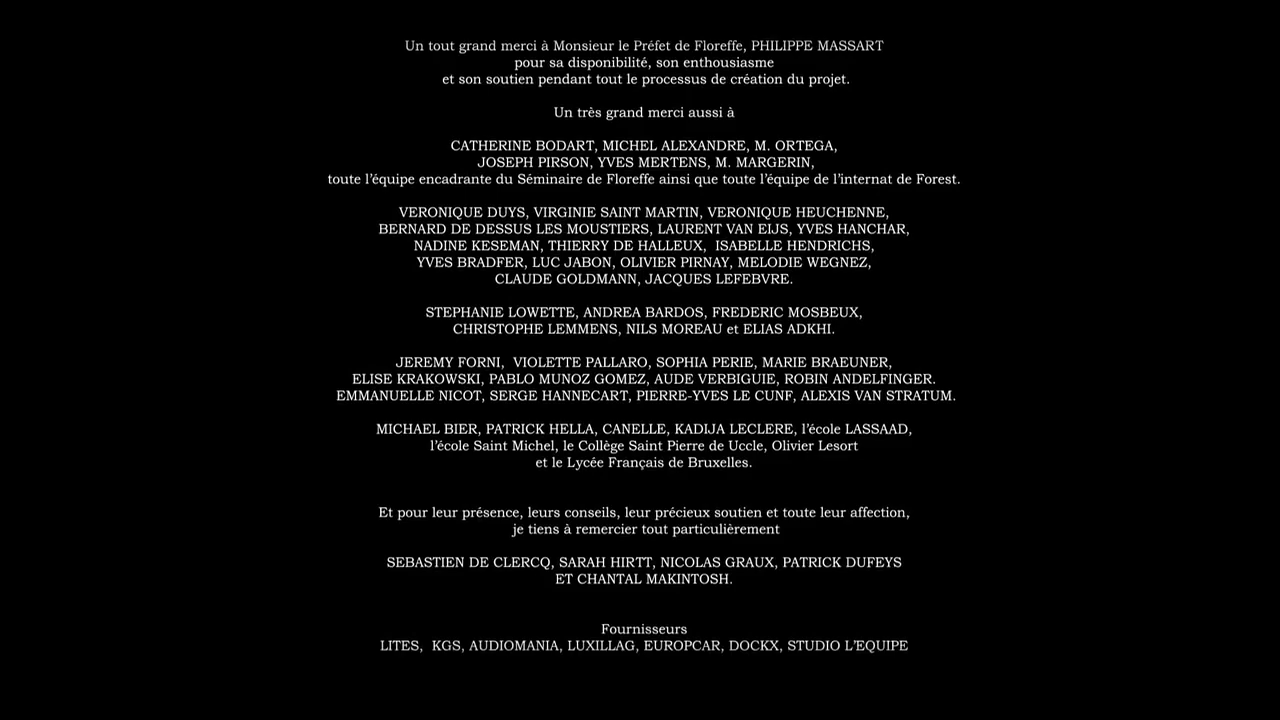 Un tout grand merci à Monsieur le Préfet de Floreffe, PHILIPPE MASSART
pour sa disponibilité, son enthousiasme
et son soutien pendant tout le processus de création du projet.
Un très grand merci aussi à
CATHERINE BODART, MICHEL ALEXANDRE, M. ORTEGA,
JOSEPH PIRSON, YVES MERTENS, M. MARGERIN,
toute l'équipe encadrante du Séminaire de Floreffe ainsi que toute l'équipe de l'internat de Forest.
VERONIQUE DUYS, VIRGINIE SAINT MARTIN, VERONIQUE HEUCHENNE,
BERNARD DE DESSUS LES MOUSTIERS, LAURENT VAN EIJS, YVES HANCHAR,
NADINE KESEMAN, THIERRY DE HALLEUX,  ISABELLE HENDRICHS,
YVES BRADFER, LUC JABON, OLIVIER PIRNAY, MELODIE WEGNEZ,
CLAUDE GOLDMANN, JACQUES LEFEBVRE.
STEPHANIE LOWETTE, ANDREA BARDOS, FREDERIC MOSBEUX,
CHRISTOPHE LEMMENS, NILS MOREAU et ELIAS ADKHI.
JEREMY FORNI,  VIOLETTE PALLARO, SOPHIA PERIE, MARIE BRAEUNER,
ELISE KRAKOWSKI, PABLO MUNOZ GOMEZ, AUDE VERBIGUIE, ROBIN ANDELFINGER.
EMMANUELLE NICOT, SERGE HANNECART, PIERRE-YVES LE CUNF, ALEXIS VAN STRATUM.
MICHAEL BIER, PATRICK HELLA, CANELLE, KADIJA LECLERE, l'école LASSAAD,
l'école Saint Michel, le Collège Saint Pierre de Uccle, Olivier Lesort
et le Lycée Français de Bruxelles.
Et pour leur présence, leurs conseils, leur précieux soutien et toute leur affection,
je tiens à remercier tout particulièrement
SEBASTIEN DE CLERCQ, SARAH HIRTT, NICOLAS GRAUX, PATRICK DUFEYS
ET CHANTAL MAKINTOSH.
Fournisseurs
LITES,  KGS, AUDIOMANIA, LUXILLAG, EUROPCAR, DOCKX, STUDIO L'EQUIPE